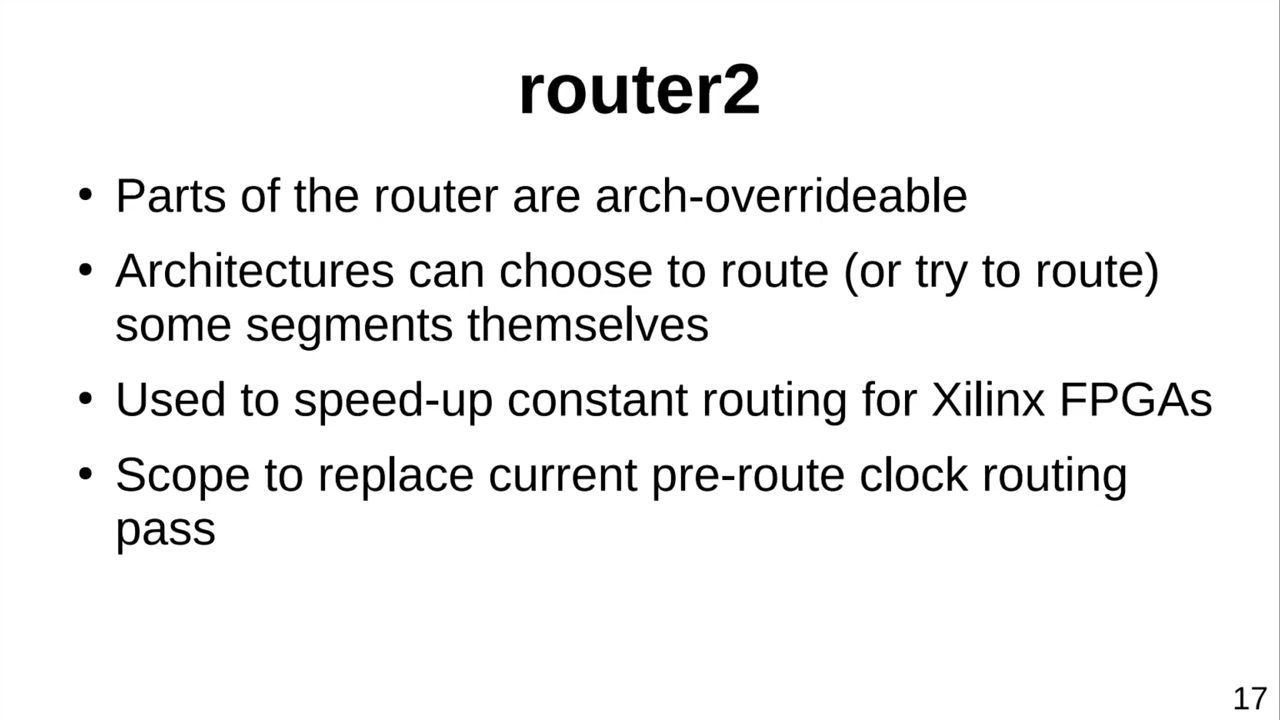 router2
• Parts of the router are arch-overrideable
• Architectures can choose to route (or try to route)
some segments themselves
• Used to speed-up constant routing for Xilinx FPGAs
• Scope to replace current pre-route clock routing
pass
17